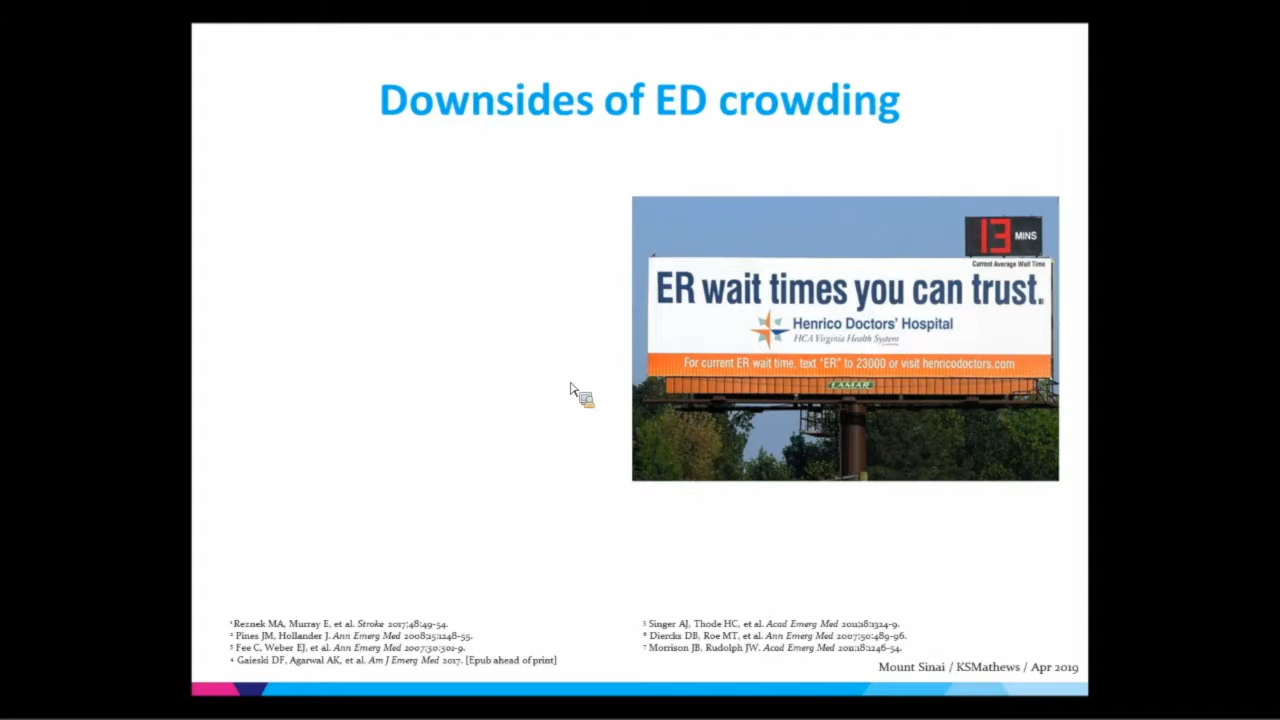 Downsides of ED crowding
13 MINS
Current Average Wait Time
ER wait times you can trust.
Henrico Doctors' Hospital
HCA Virginia Health System
For current ER wait time, text "ER" to 23000 or visit henricodoctors.com
LAMAR
¹Reznek MA, Murray E, et al. Stroke 2017;48:49-54.
² Pines JM, Hollander J. Ann Emerg Med 2008;15:1248-55.
³ Fee C, Weber EJ, et al. Ann Emerg Med 2007;50:501-9.
⁴ Gaieski DF, Agarwal AK, et al. Am J Emerg Med 2017. [Epub ahead of print]
⁵ Singer AJ, Thode HC, et al. Acad Emerg Med 2011;18:1324-9.
⁶ Diercks DB, Roe MT, et al. Ann Emerg Med 2007;50:489-96.
⁷ Morrison JB, Rudolph JW. Acad Emerg Med 2011;18:1246-54.
Mount Sinai / KSMathews / Apr 2019